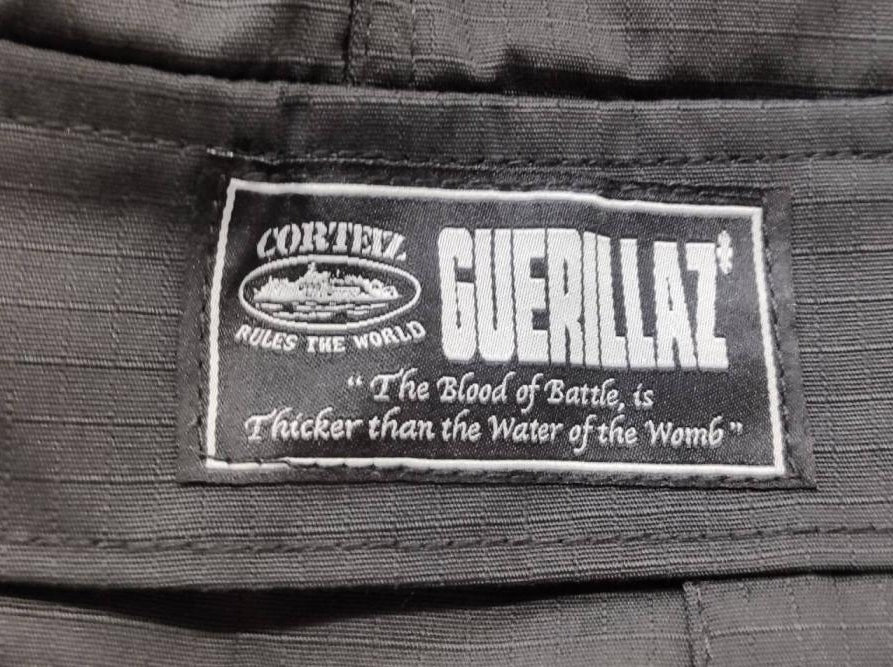 CORTEIZ
RULES THE WORLD
GUERILLAZ*
“The Blood of Battle, is
Thicker than the Water of the Womb”